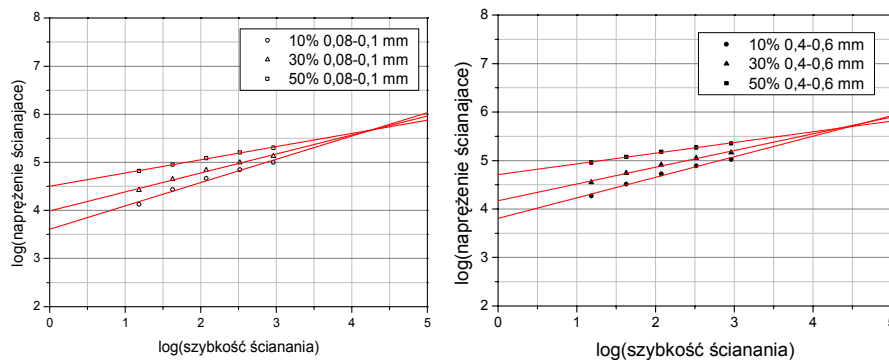 8
7
6
5
4
3
2
0
1
2
3
4
5
log(naprężenie ścianajace)
log(szybkość ścianania)
10% 0,08-0,1 mm
30% 0,08-0,1 mm
50% 0,08-0,1 mm
8
7
6
5
4
3
2
0
1
2
3
4
5
log(naprężenie ścianania)
log(szybkość ścianania)
10% 0,4-0,6 mm
30% 0,4-0,6 mm
50% 0,4-0,6 mm